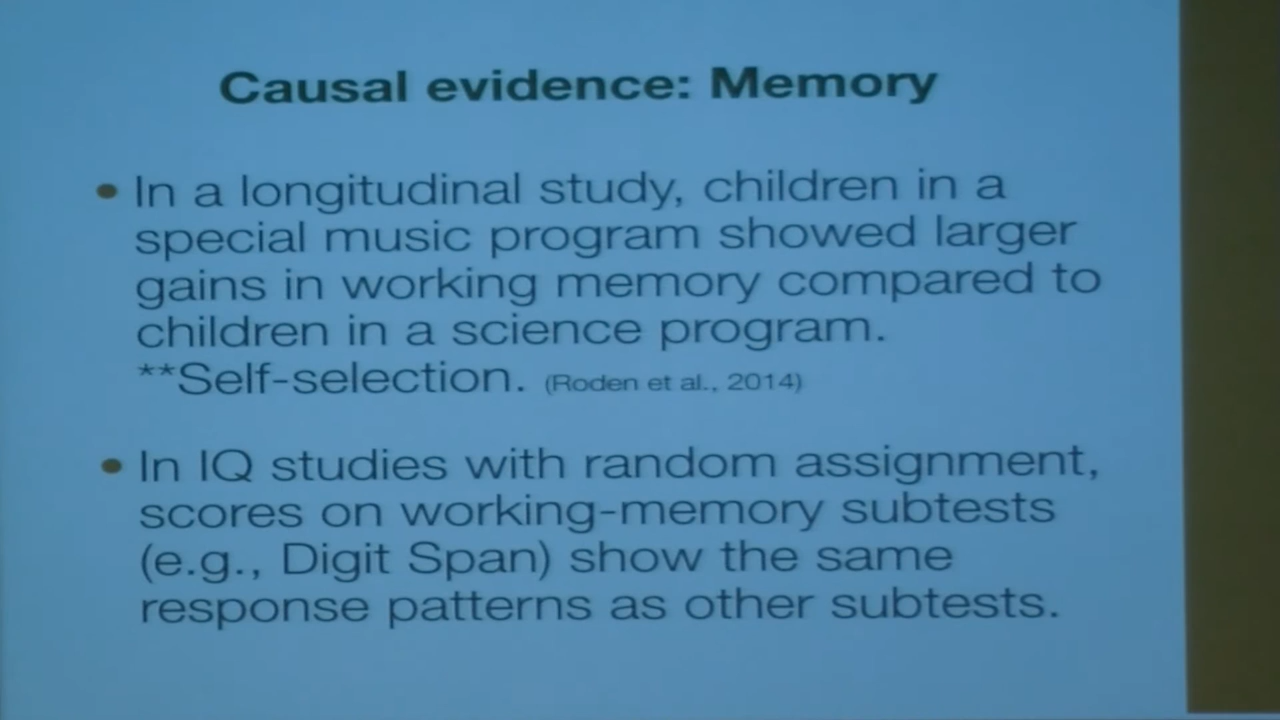 Causal evidence: Memory
• In a longitudinal study, children in a
special music program showed larger
gains in working memory compared to
children in a science program.
**Self-selection. (Roden et al., 2014)
• In IQ studies with random assignment,
scores on working-memory subtests
(e.g., Digit Span) show the same
response patterns as other subtests.